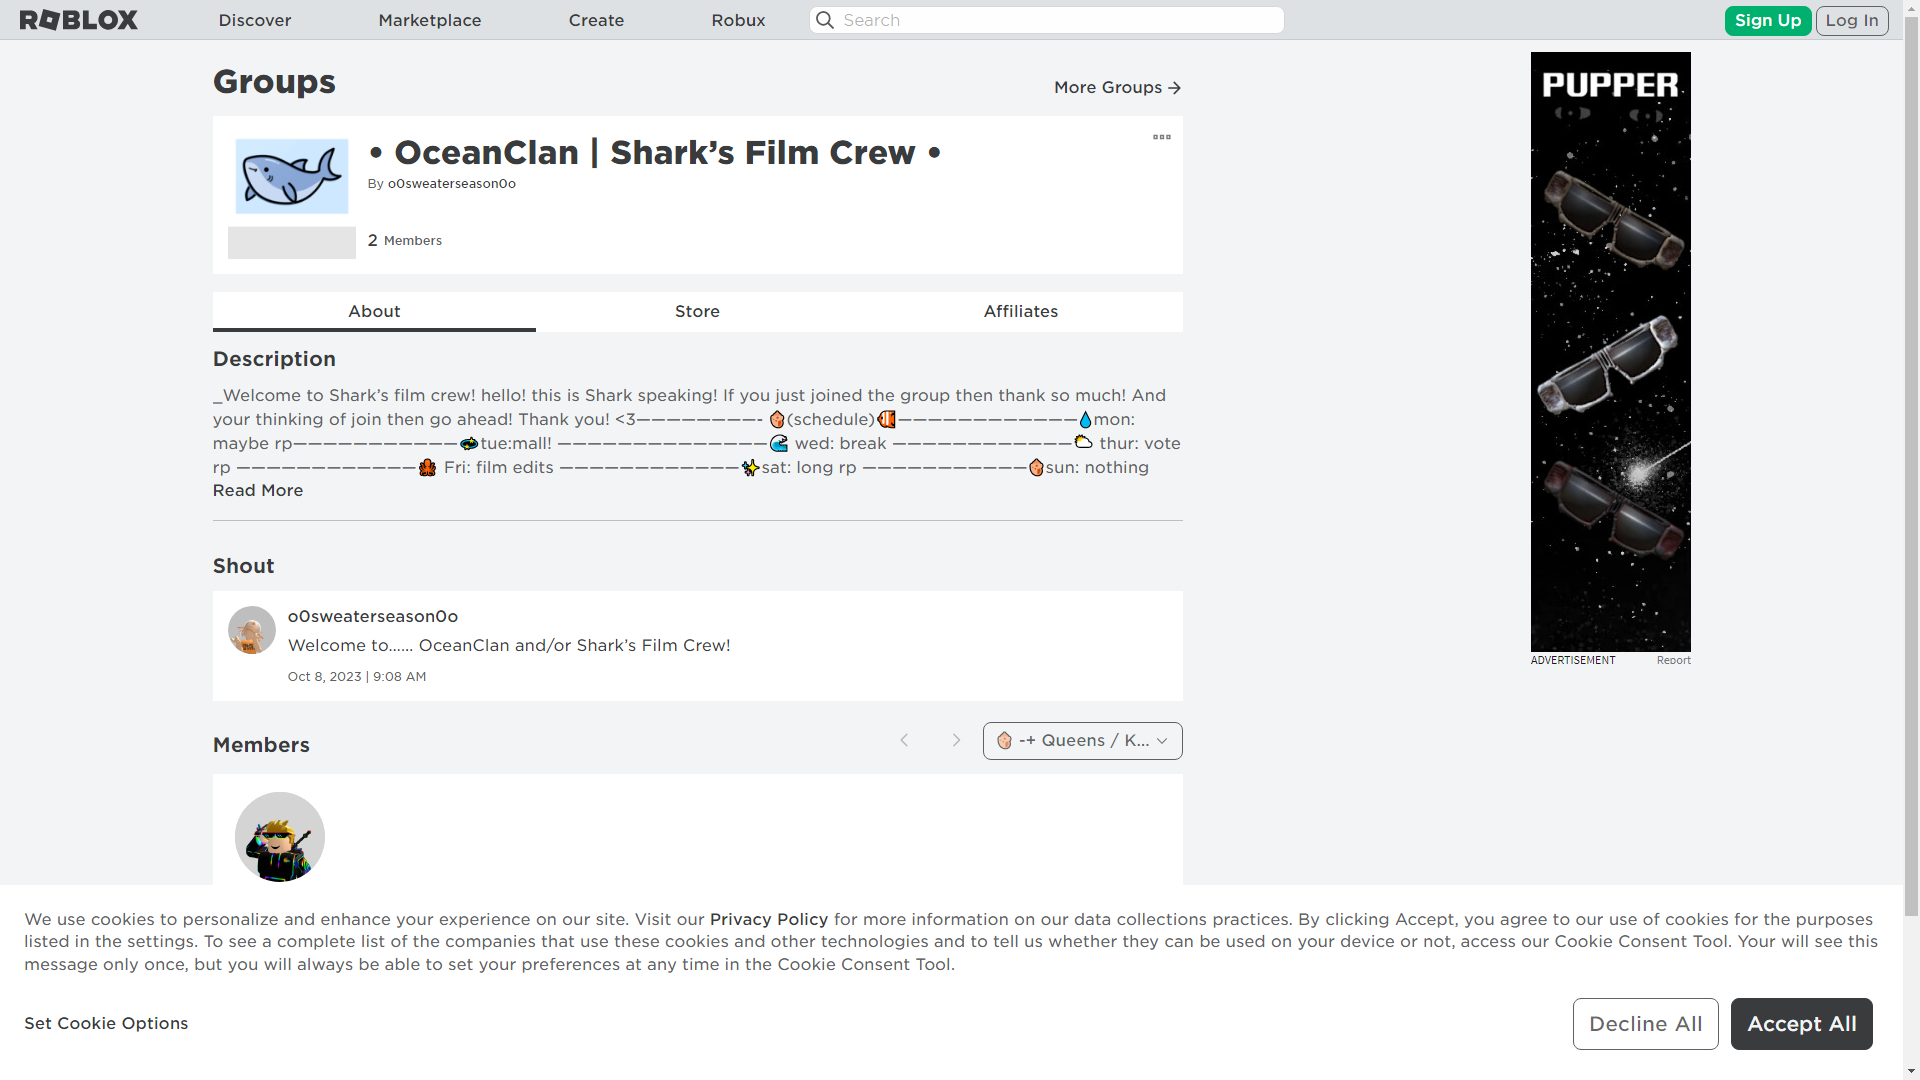 ROBLOX
Discover
Marketplace
Create
Robux
Search
Sign Up
Log In
Groups
More Groups →
• OceanClan | Shark’s Film Crew •
By o0sweaterseason0o
2 Members
About
Store
Affiliates
Description
_Welcome to Shark’s film crew! hello! this is Shark speaking! If you just joined the group then thank so much! And
your thinking of join then go ahead! Thank you! <3————————- 🥔(schedule)🐠————————————💧mon:
maybe rp———————————🐟tue:mall! ——————————————🌊 wed: break ————————————🌥 thur: vote
rp ————————————🐙 Fri: film edits ————————————✨sat: long rp ———————————🥔sun: nothing
Read More
Shout
o0sweaterseason0o
Welcome to…… OceanClan and/or Shark’s Film Crew!
Oct 8, 2023 | 9:08 AM
Members
🥔 -+ Queens / K...
PUPPER
ADVERTISEMENT
Report
We use cookies to personalize and enhance your experience on our site. Visit our Privacy Policy for more information on our data collections practices. By clicking Accept, you agree to our use of cookies for the purposes
listed in the settings. To see a complete list of the companies that use these cookies and other technologies and to tell us whether they can be used on your device or not, access our Cookie Consent Tool. Your will see this
message only once, but you will always be able to set your preferences at any time in the Cookie Consent Tool.
Set Cookie Options
Decline All
Accept All